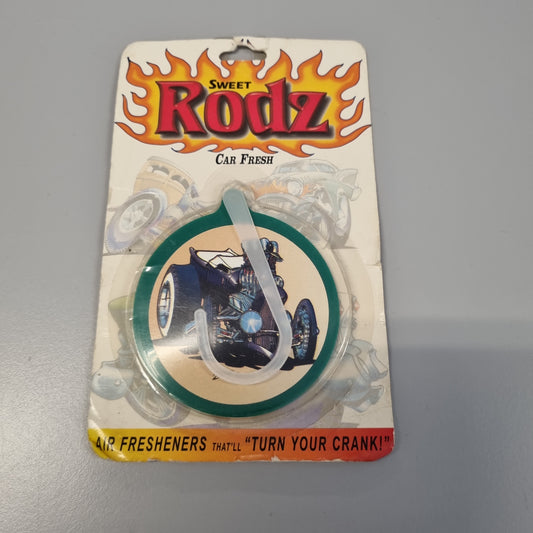 SWEET
RODZ
CAR FRESH
AIR FRESHENERS THAT'LL "TURN YOUR CRANK!"